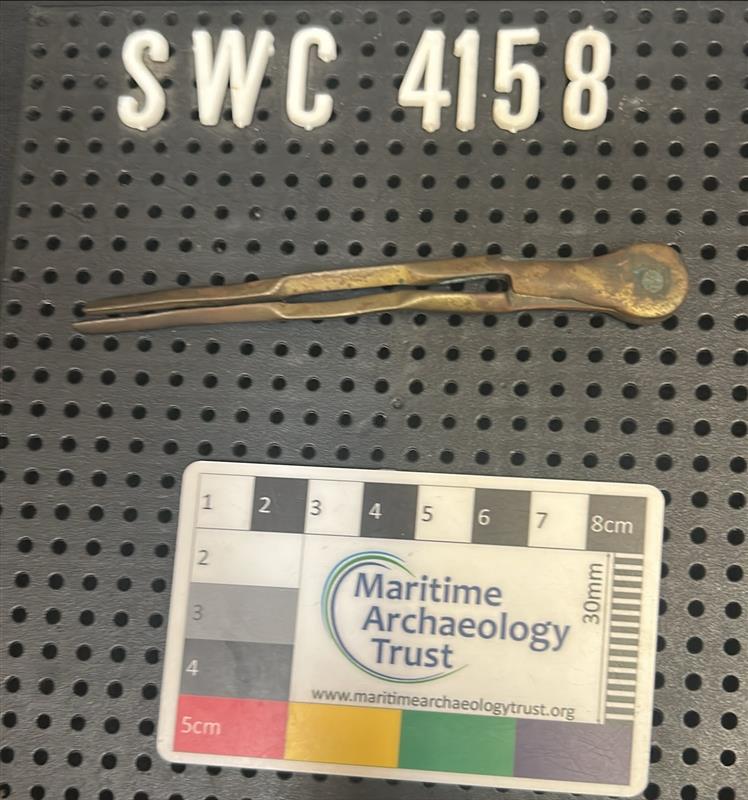 SWC 4158
1 2 3 4 5 6 7 8cm
2
3
4
5cm
30mm
Maritime
Archaeology
Trust
www.maritimearchaeologytrust.org